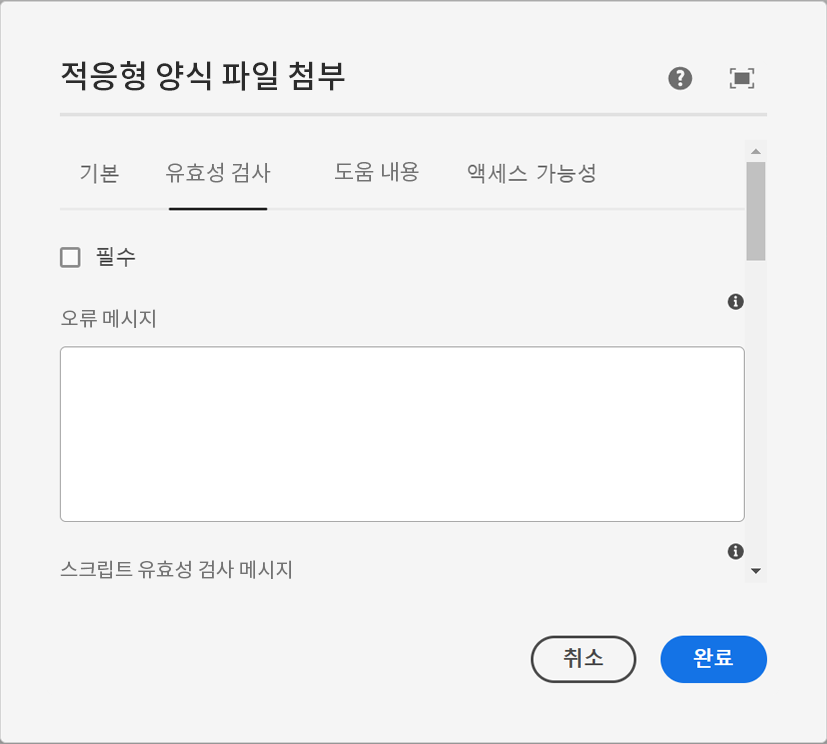 적응형 양식 파일 첨부
기본 유효성 검사 도움 내용 액세스 가능성
필수
오류 메시지
스크립트 유효성 검사 메시지
취소 완료